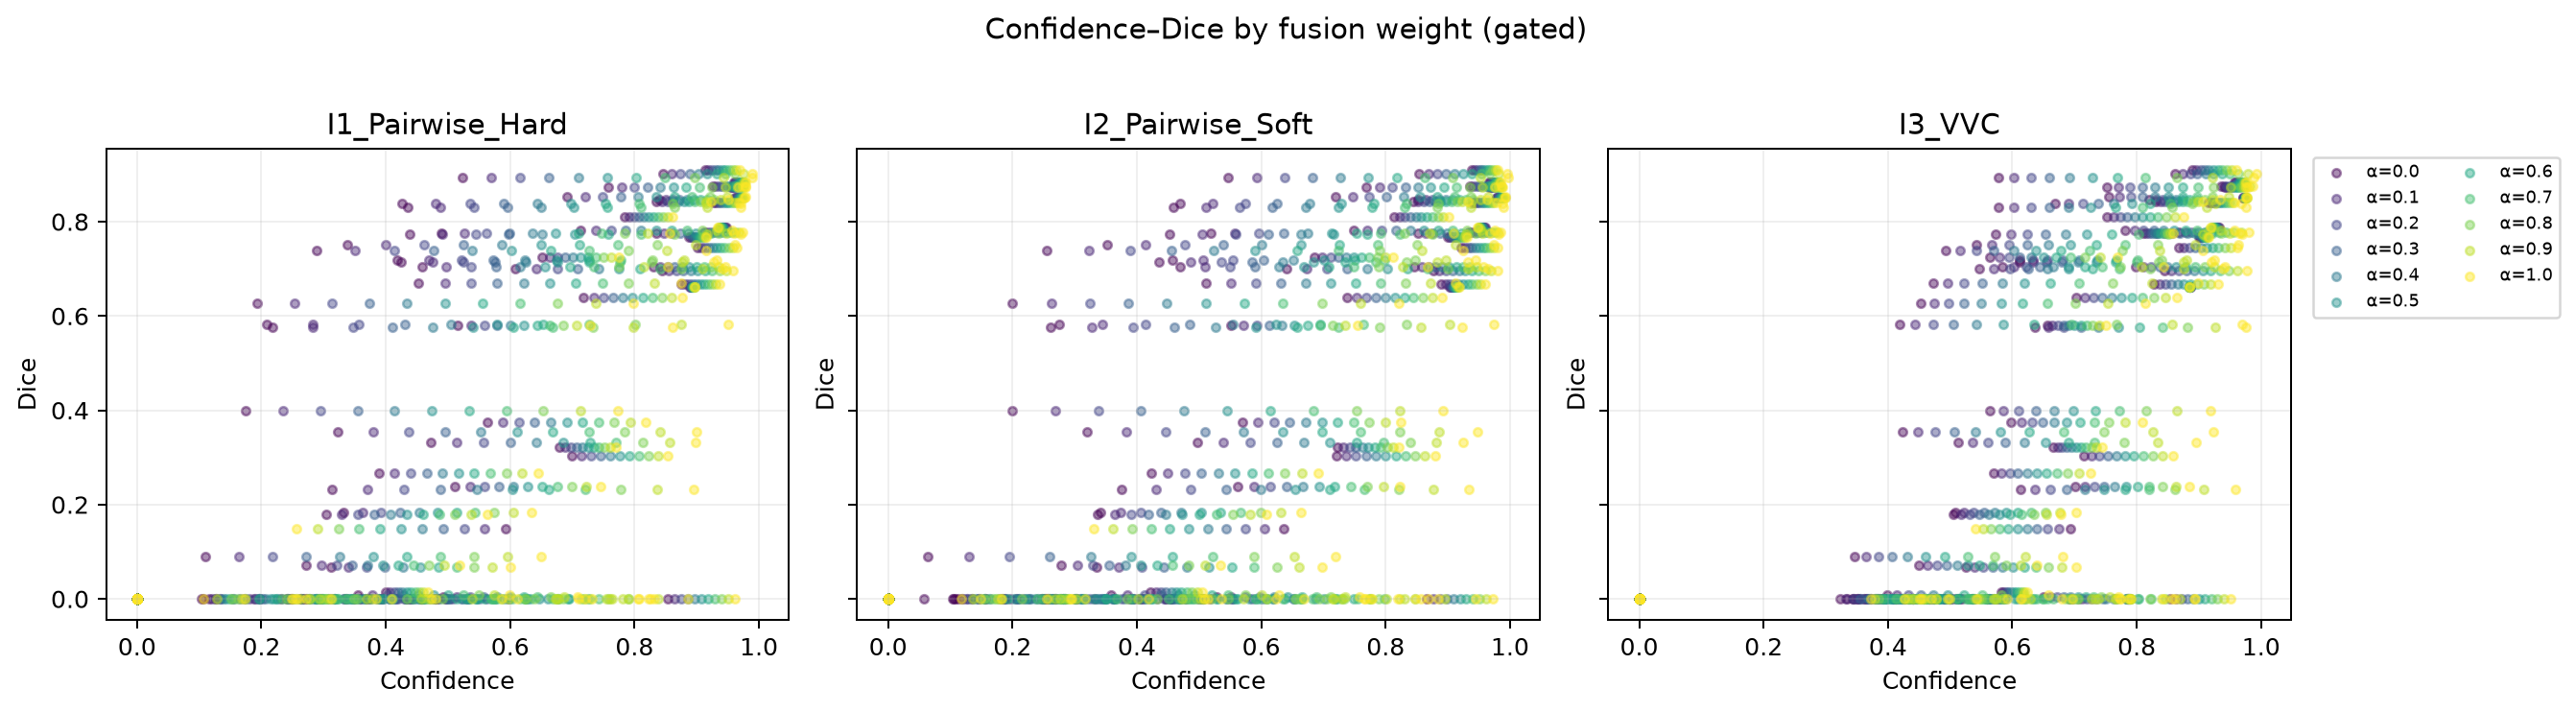 Confidence–Dice by fusion weight (gated)
I1_Pairwise_Hard
I2_Pairwise_Soft
I3_VVC
Dice
0.8
0.6
0.4
0.2
0.0
0.0 0.2 0.4 0.6 0.8 1.0
Confidence
Dice
0.0 0.2 0.4 0.6 0.8 1.0
Confidence
Dice
0.0 0.2 0.4 0.6 0.8 1.0
Confidence
α=0.0
α=0.1
α=0.2
α=0.3
α=0.4
α=0.5
α=0.6
α=0.7
α=0.8
α=0.9
α=1.0